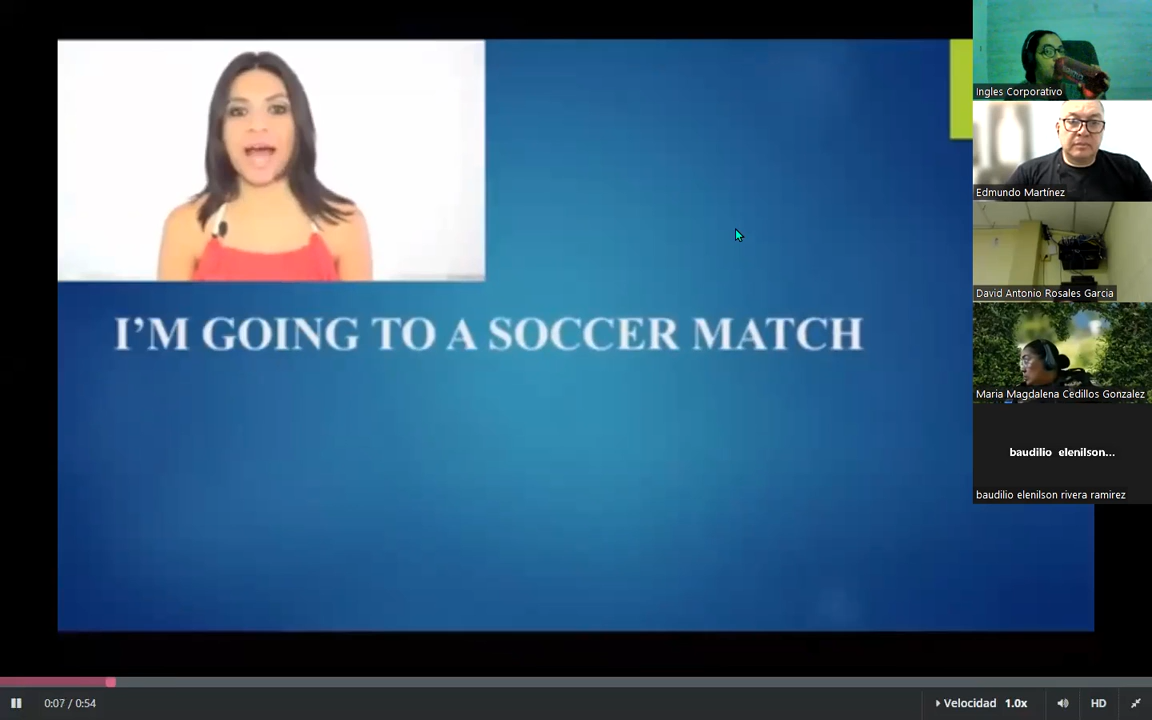 Ingles Corporativo
Edmundo Martínez
David Antonio Rosales Garcia
Maria Magdalena Cedillos Gonzalez
baudilio elenilson...
baudilio elenilson rivera ramirez
I'M GOING TO A SOCCER MATCH
0:07 / 0:54
Velocidad 1.0x
HD